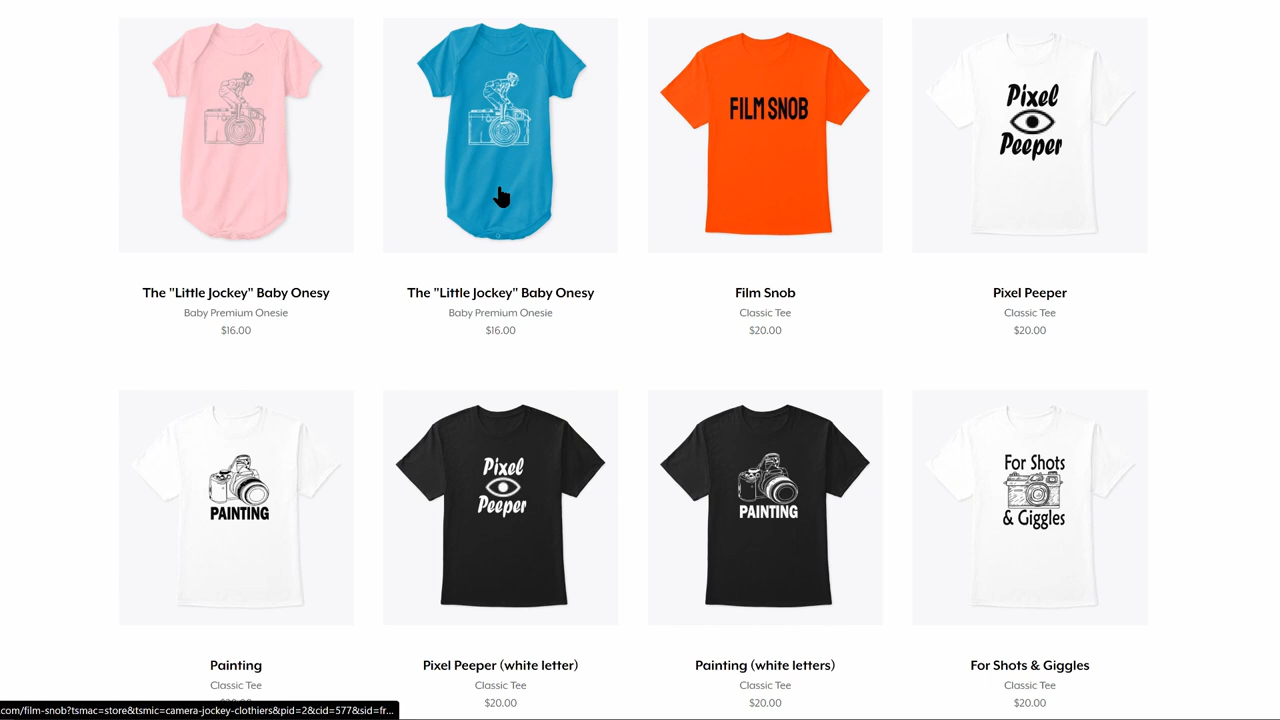 FILM SNOB
Pixel
Peeper
The "Little Jockey" Baby Onesy
Baby Premium Onesie
$16.00
The "Little Jockey" Baby Onesy
Baby Premium Onesie
$16.00
Film Snob
Classic Tee
$20.00
Pixel Peeper
Classic Tee
$20.00
PAINTING
Pixel
Peeper
PAINTING
For Shots
& Giggles
Painting
Classic Tee
Pixel Peeper (white letter)
Classic Tee
$20.00
Painting (white letters)
Classic Tee
$20.00
For Shots & Giggles
Classic Tee
$20.00
.com/film-snob?tsmac=store&tsmic=camera-jockey-clothiers&pid=2&cid=577&sid=fr...